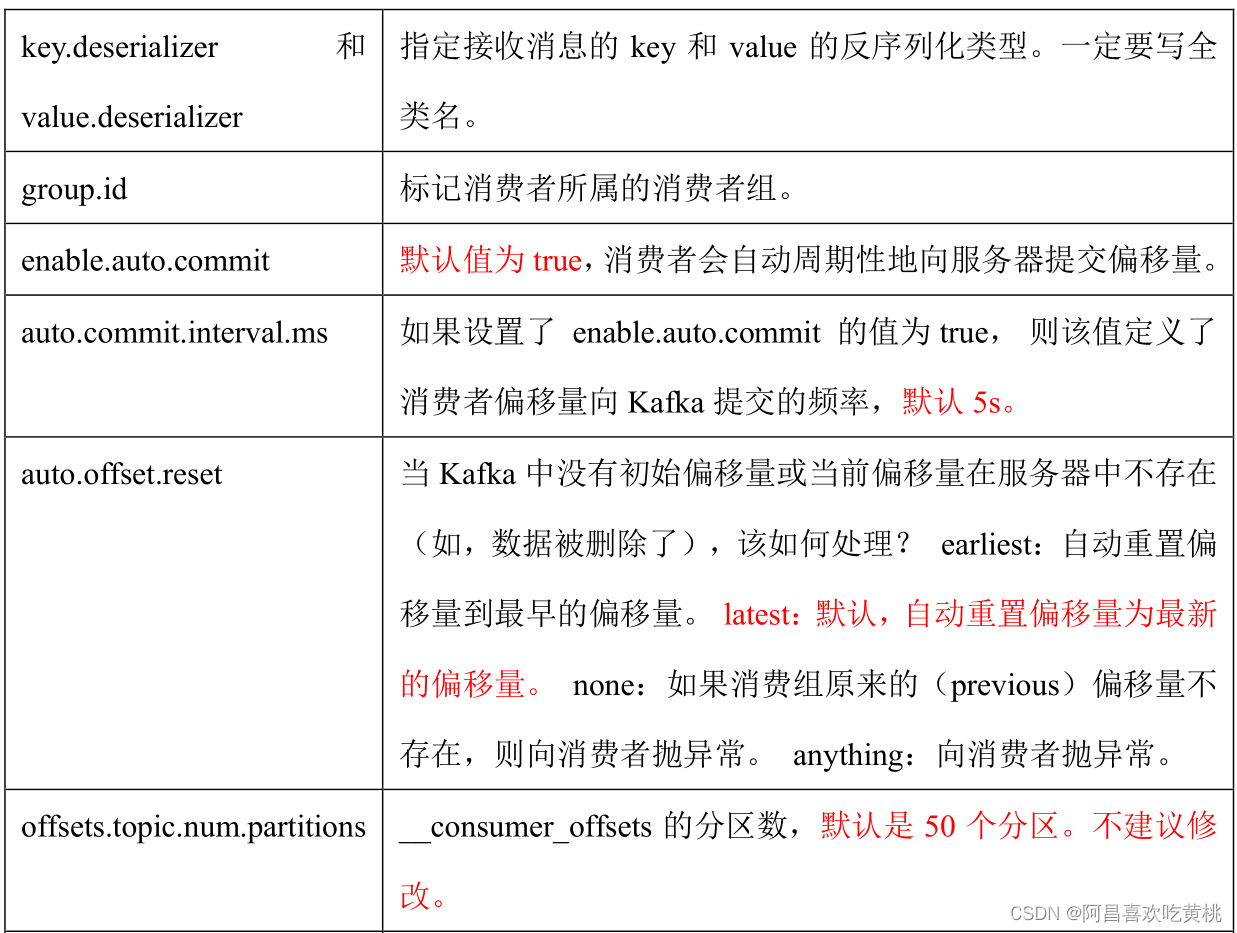 key.deserializer 和
value.deserializer
指定接收消息的 key 和 value 的反序列化类型。一定要写全
类名。
group.id
标记消费者所属的消费者组。
enable.auto.commit
默认值为 true，消费者会自动周期性地向服务器提交偏移量。
auto.commit.interval.ms
如果设置了 enable.auto.commit 的值为 true， 则该值定义了
消费者偏移量向 Kafka 提交的频率，默认 5s。
auto.offset.reset
当 Kafka 中没有初始偏移量或当前偏移量在服务器中不存在
（如，数据被删除了），该如何处理？ earliest：自动重置偏
移量到最早的偏移量。 latest：默认，自动重置偏移量为最新
的偏移量。 none：如果消费组原来的（previous）偏移量不
存在，则向消费者抛异常。 anything：向消费者抛异常。
offsets.topic.num.partitions
__consumer_offsets 的分区数，默认是 50 个分区。不建议修
改。
CSDN @阿昌喜欢吃黄桃